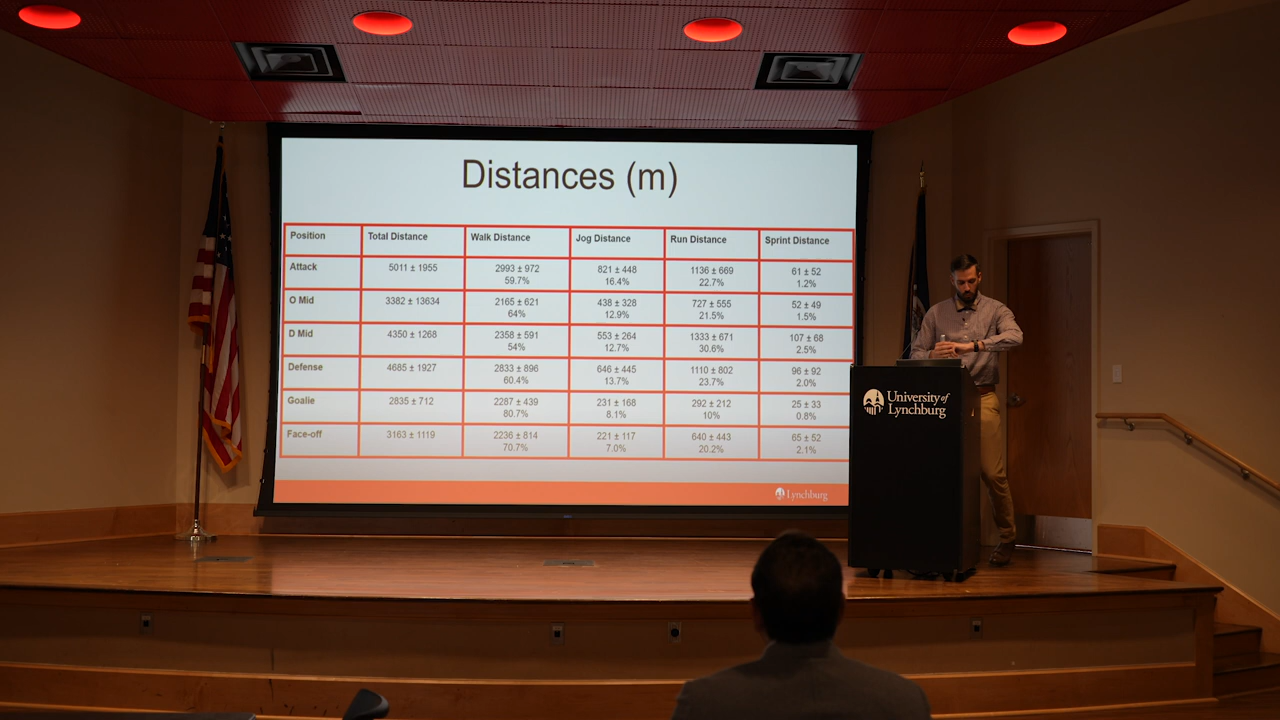 Distances (m)
Position Total Distance Walk Distance Jog Distance Run Distance Sprint Distance
Attack 5011 ± 1955 2993 ± 972 821 ± 448 1136 ± 669 61 ± 52
59.7% 16.4% 22.7% 1.2%
O Mid 3382 ± 13634 2165 ± 621 438 ± 328 727 ± 555 52 ± 49
64% 12.9% 21.5% 1.5%
D Mid 4350 ± 1268 2358 ± 591 553 ± 264 1333 ± 671 107 ± 68
54% 12.7% 30.6% 2.5%
Defense 4685 ± 1927 2833 ± 896 646 ± 445 1110 ± 802 96 ± 92
60.4% 13.7% 23.7% 2.0%
Goalie 2835 ± 712 2287 ± 439 231 ± 168 292 ± 212 25 ± 33
80.7% 8.1% 10% 0.8%
Face-off 3163 ± 1119 2236 ± 814 221 ± 117 640 ± 443 65 ± 52
70.7% 7.0% 20.2% 2.1%
Lynchburg
University of
Lynchburg